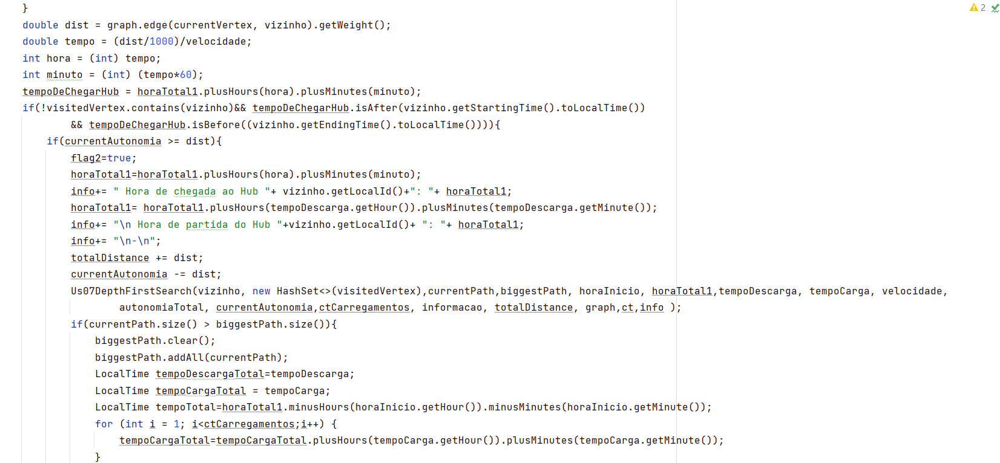 }
2
double dist = graph.edge(currentVertex, vizinho).getWeight();
double tempo = (dist/1000)/velocidade;
int hora = (int) tempo;
int minuto = (int) (tempo*60);
tempoDeChegarHub = horaTotal1.plusHours(hora).plusMinutes(minuto);
if(!visitedVertex.contains(vizinho)&& tempoDeChegarHub.isAfter(vizinho.getStartingTime().toLocalTime())
&& tempoDeChegarHub.isBefore((vizinho.getEndingTime().toLocalTime()))){
if(currentAutonomia >= dist){
flag2=true;
horaTotal1=horaTotal1.plusHours(hora).plusMinutes(minuto);
info+= " Hora de chegada ao Hub "+ vizinho.getLocalId()+": "+ horaTotal1;
horaTotal1= horaTotal1.plusHours(tempoDescarga.getHour()).plusMinutes(tempoDescarga.getMinute());
info+= "\n Hora de partida do Hub "+vizinho.getLocalId()+ ": "+ horaTotal1;
info+= "\n-\n";
totalDistance += dist;
currentAutonomia -= dist;
Us07DepthFirstSearch(vizinho, new HashSet<>(visitedVertex),currentPath,biggestPath, horaInicio, horaTotal1,tempoDescarga, tempoCarga, velocidade,
autonomiaTotal, currentAutonomia,ctCarregamentos, informacao, totalDistance, graph,ct,info );
if(currentPath.size() > biggestPath.size()){
biggestPath.clear();
biggestPath.addAll(currentPath);
LocalTime tempoDescargaTotal=tempoDescarga;
LocalTime tempoCargaTotal = tempoCarga;
LocalTime tempoTotal=horaTotal1.minusHours(horaInicio.getHour()).minusMinutes(horaInicio.getMinute());
for (int i = 1; i<ctCarregamentos;i++) {
tempoCargaTotal=tempoCargaTotal.plusHours(tempoCarga.getHour()).plusMinutes(tempoCarga.getMinute());
}